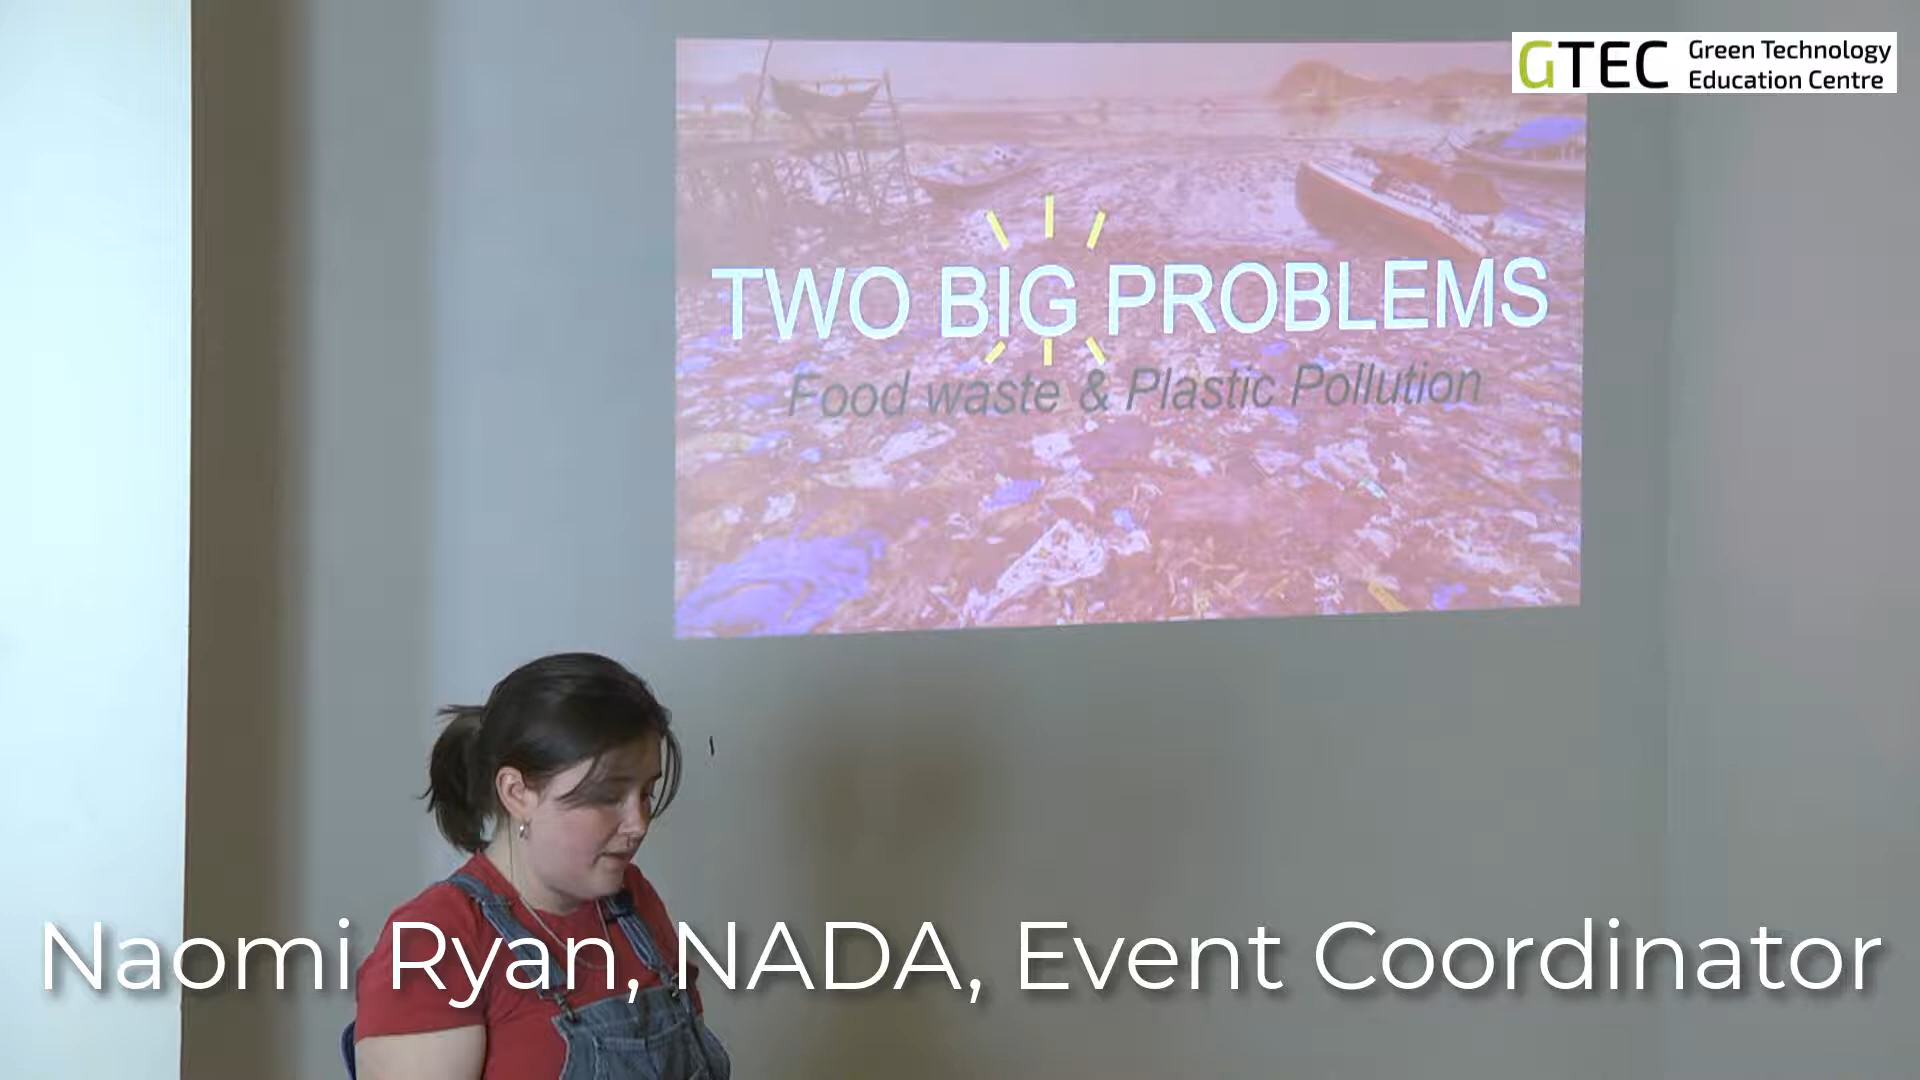 GTEC
Green Technology
Education Centre
TWO BIG PROBLEMS
Food waste & Plastic Pollution
Naomi Ryan, NADA, Event Coordinator